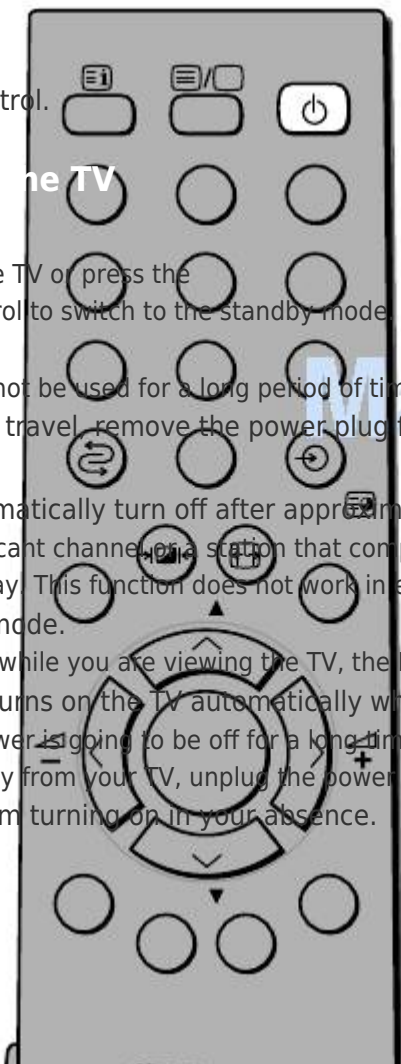 trol.
he TV
e TV or press the
rol to switch to the standby mode.
not be used for a long period of tim
travel, remove the power plug f
matically turn off after approxim
cant channel or a station that com
ay. This function does not work in e
mode.
while you are viewing the TV, the
urns on the TV automatically wh
wer is going to be off for a long tim
y from your TV, unplug the power
m turning on in your absence.